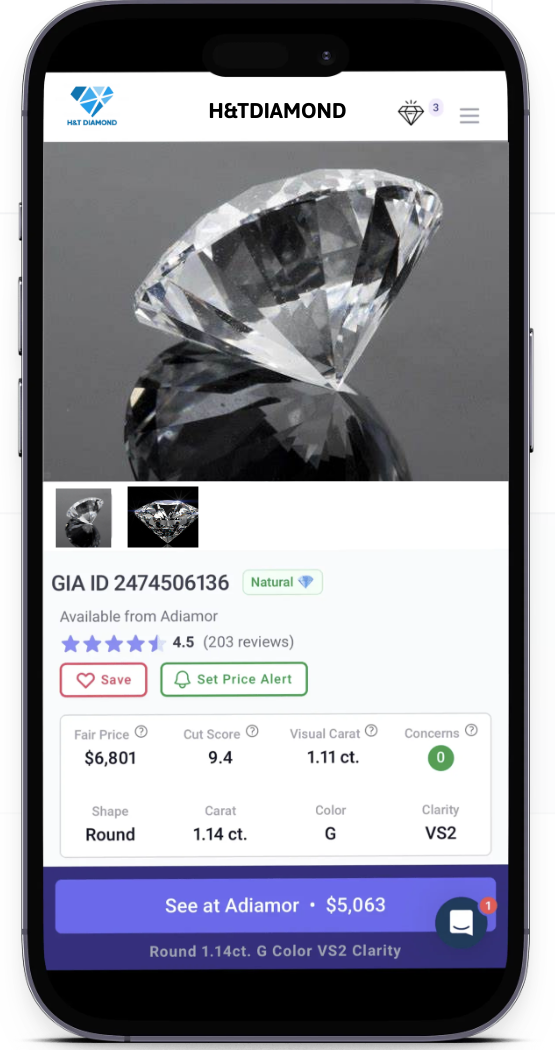 H&T DIAMOND
H&TDIAMOND
3
GIA ID 2474506136 Natural
Available from Adiamor
4.5 (203 reviews)
Save
Set Price Alert
Fair Price ? Cut Score ? Visual Carat ? Concerns ?
$6,801 9.4 1.11 ct. 0
Shape Carat Color Clarity
Round 1.14 ct. G VS2
See at Adiamor • $5,063
1
Round 1.14ct. G Color VS2 Clarity